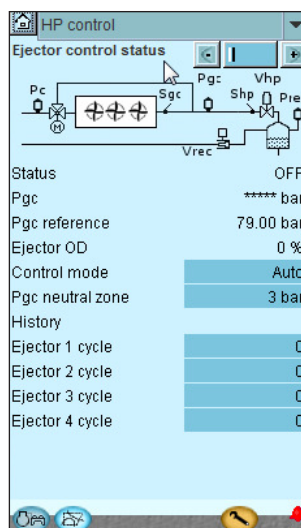 HP control
Ejector control status
Pc
Pgc
Vhp
Sgc
Shp
Pre
M
Vrec
Status OFF
Pgc ***** bar
Pgc reference 79.00 bar
Ejector OD 0 %
Control mode Auto
Pgc neutral zone 3 bar
History
Ejector 1 cycle 0
Ejector 2 cycle 0
Ejector 3 cycle 0
Ejector 4 cycle 0